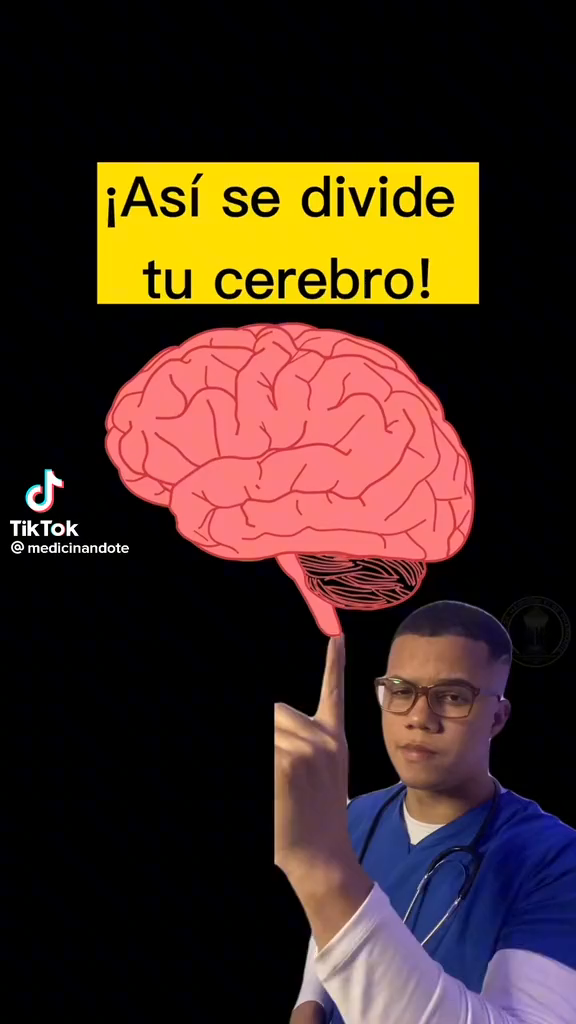 ¡Así se divide
tu cerebro!
TikTok
@medicinandote